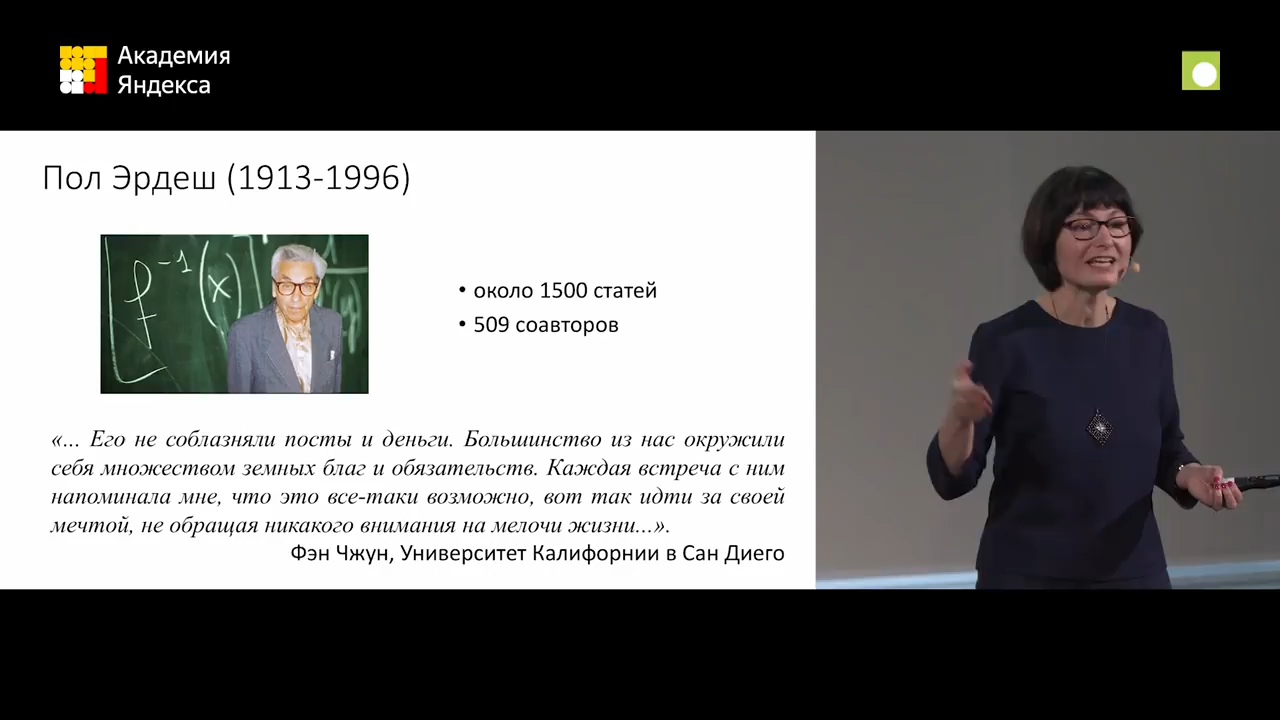 Академия
Яндекса
Пол Эрдеш (1913-1996)
f⁻¹(x)
• около 1500 статей
• 509 соавторов
«... Его не соблазняли посты и деньги. Большинство из нас окружили
себя множеством земных благ и обязательств. Каждая встреча с ним
напоминала мне, что это все-таки возможно, вот так идти за своей
мечтой, не обращая никакого внимания на мелочи жизни...».
Фэн Чжун, Университет Калифорнии в Сан Диего